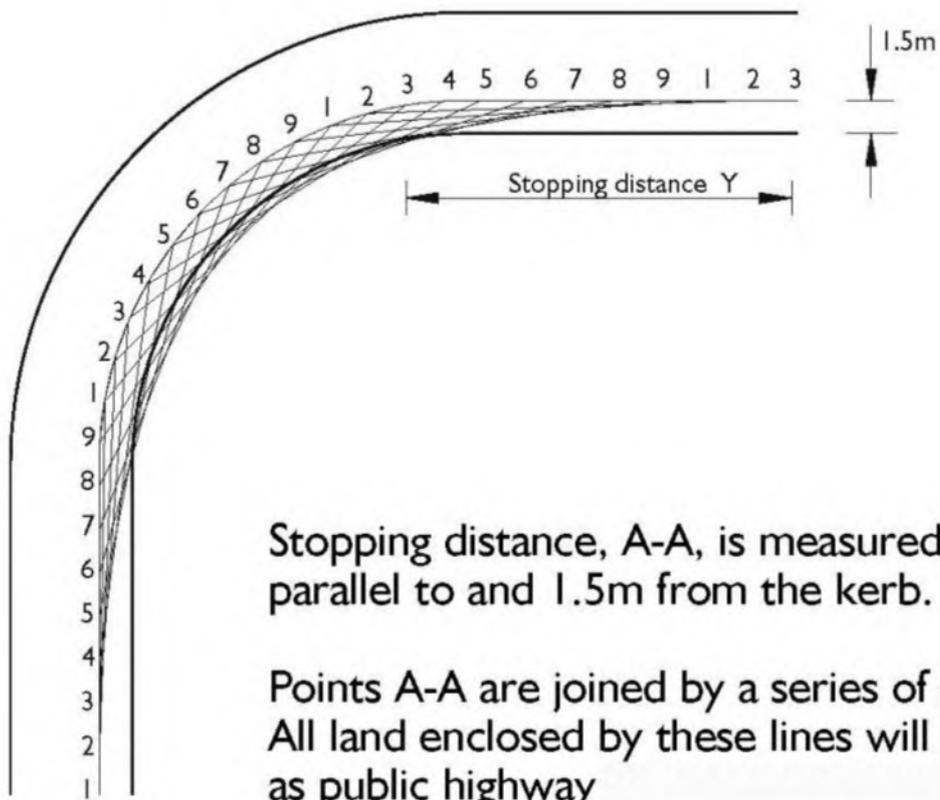 1.5m
3 4 5 6 7 8 9 1 2 3
2
1
9
8
7
6
5
4
3
2
1
9
8
7
6
5
4
3
2
1
Stopping distance Y
Stopping distance, A-A, is measured
parallel to and 1.5m from the kerb.
Points A-A are joined by a series of
All land enclosed by these lines will
as public highway